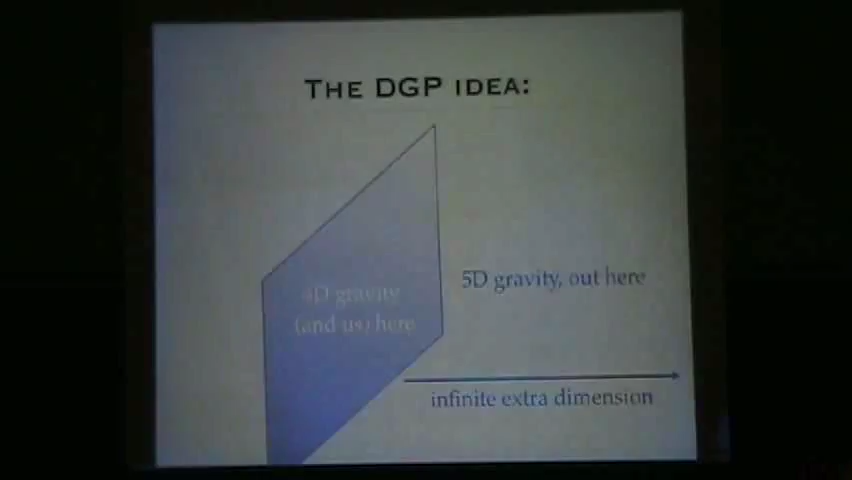 THE DGP IDEA:
4D gravity
(and us) here
5D gravity, out here
infinite extra dimension